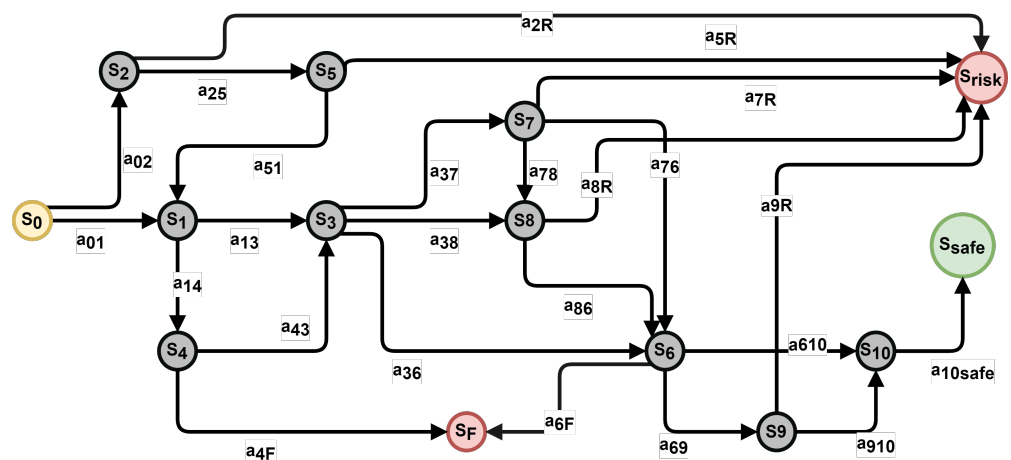 a2R
a5R
S2
S5
Srisk
a25
a7R
S7
a02
a51
a37
a78
a8R
a76
a9R
S0
S1
S3
S8
a01
a13
a38
Ssafe
a14
a43
a86
S4
S6
a610
S10
a36
a10safe
a6F
SF
S9
a4F
a69
a910